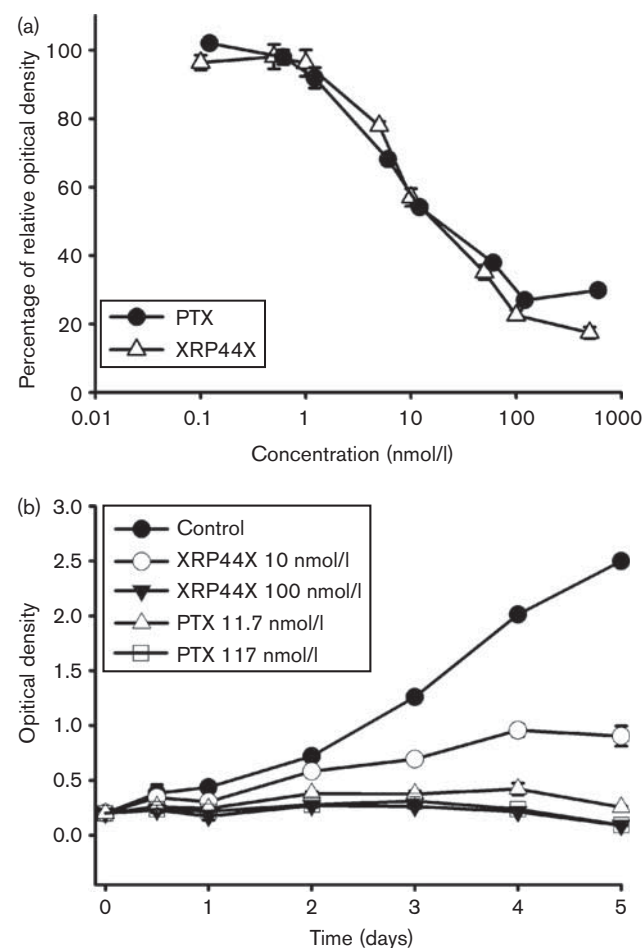 (a)
100
80
60
40
20
0
Percentage of relative opitical density
PTX
XRP44X
0.01 0.1 1 10 100 1000
Concentration (nmol/l)
(b)
3.0
2.5
2.0
1.5
1.0
0.5
0.0
Opitical density
Control
XRP44X 10 nmol/l
XRP44X 100 nmol/l
PTX 11.7 nmol/l
PTX 117 nmol/l
0 1 2 3 4 5
Time (days)